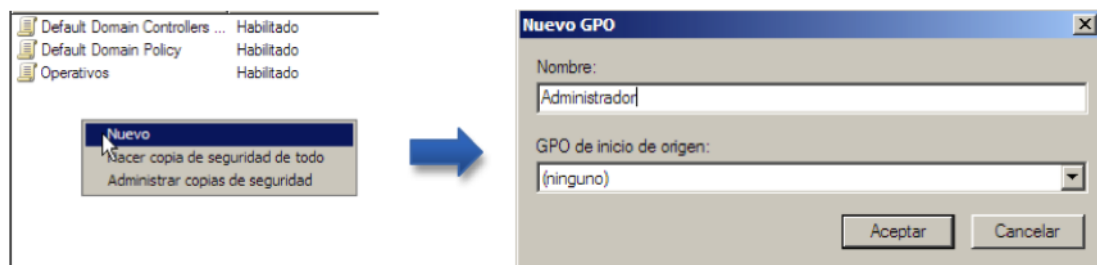 Default Domain Controllers ... Habilitado
Default Domain Policy Habilitado
Operativos Habilitado
Nuevo
Hacer copia de seguridad de todo
Administrar copias de seguridad
Nuevo GPO
Nombre:
Administrador
GPO de inicio de origen:
(ninguno)
Aceptar Cancelar